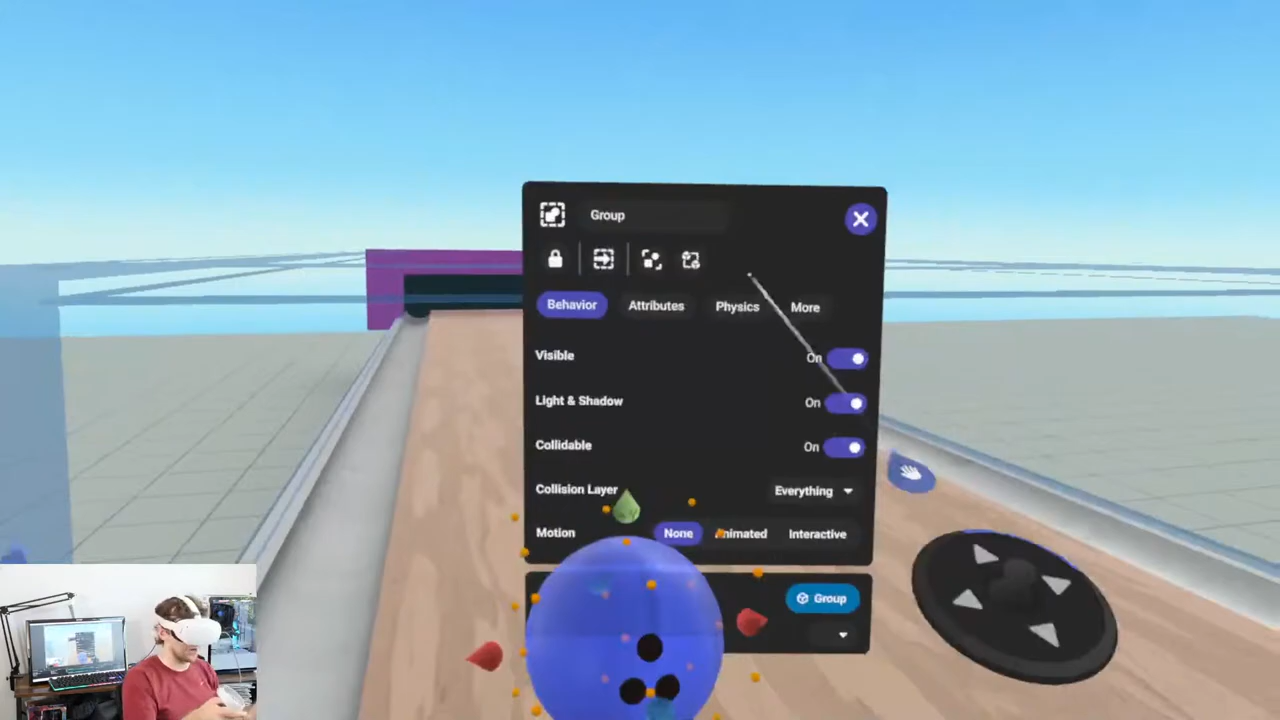 Group
Behavior Attributes Physics More
Visible On
Light & Shadow On
Collidable On
Collision Layer Everything
Motion None Animated Interactive
Group